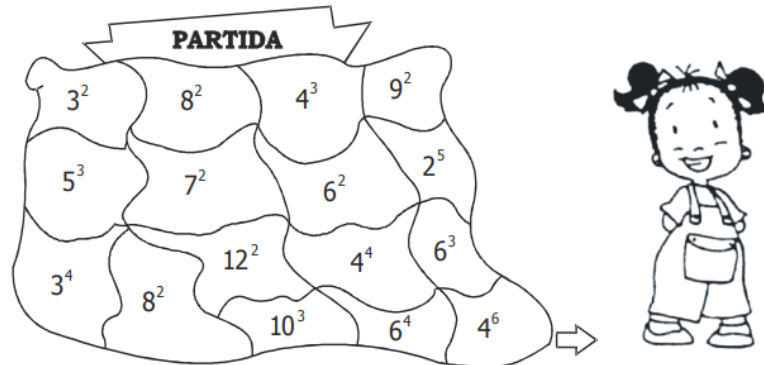 PARTIDA
3² 8² 4³ 9²
5³ 7² 6² 2⁵
3⁴ 8² 12² 4⁴ 6³
10³ 6⁴ 4⁶